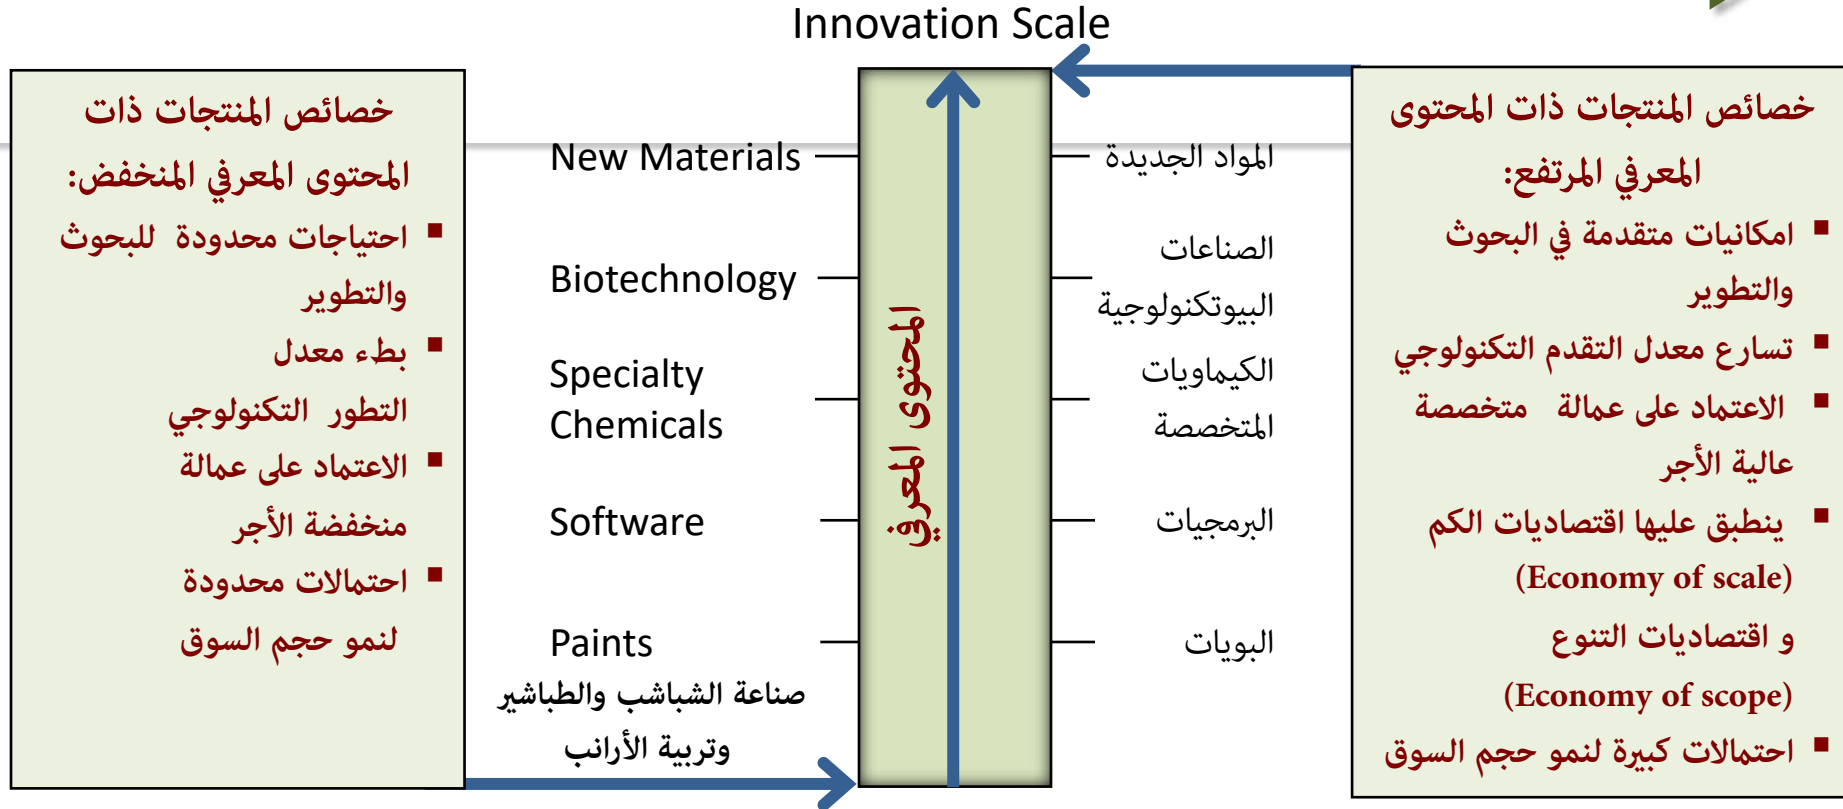 Innovation Scale
خصائص المنتجات ذات المحتوى
المعرفي المرتفع:
▪ امكانيات متقدمة في البحوث
والتطوير
▪ تسارع معدل التقدم التكنولوجي
▪ الاعتماد على عمالة متخصصة
عالية الأجر
▪ ينطبق عليها اقتصاديات الكم
(Economy of scale)
و اقتصاديات التنوع
(Economy of scope)
▪ احتمالات كبيرة لنمو حجم السوق
المواد الجديدة
الصناعات
البيوتكنولوجية
الكيماويات
المتخصصة
البرمجيات
البويات
المحتوى المعرفي
New Materials
Biotechnology
Specialty
Chemicals
Software
Paints
صناعة الشباشب والطباشير
وتربية الأرانب
خصائص المنتجات ذات
المحتوى المعرفي المنخفض:
▪ احتياجات محدودة للبحوث
والتطوير
▪ بطء معدل
التطور التكنولوجي
▪ الاعتماد على عمالة
منخفضة الأجر
▪ احتمالات محدودة
لنمو حجم السوق